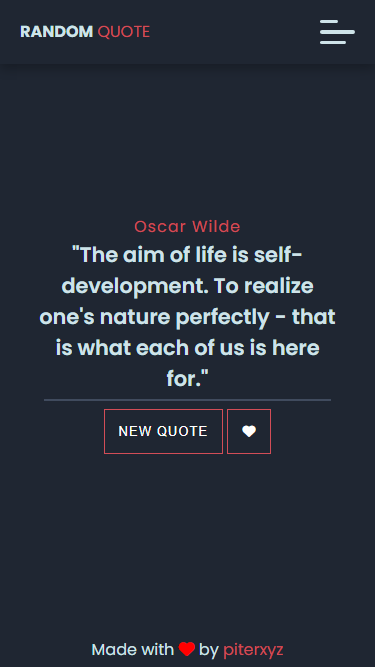 RANDOM QUOTE
Oscar Wilde
"The aim of life is self-
development. To realize
one's nature perfectly - that
is what each of us is here
for."
NEW QUOTE
Made with by piterxyz